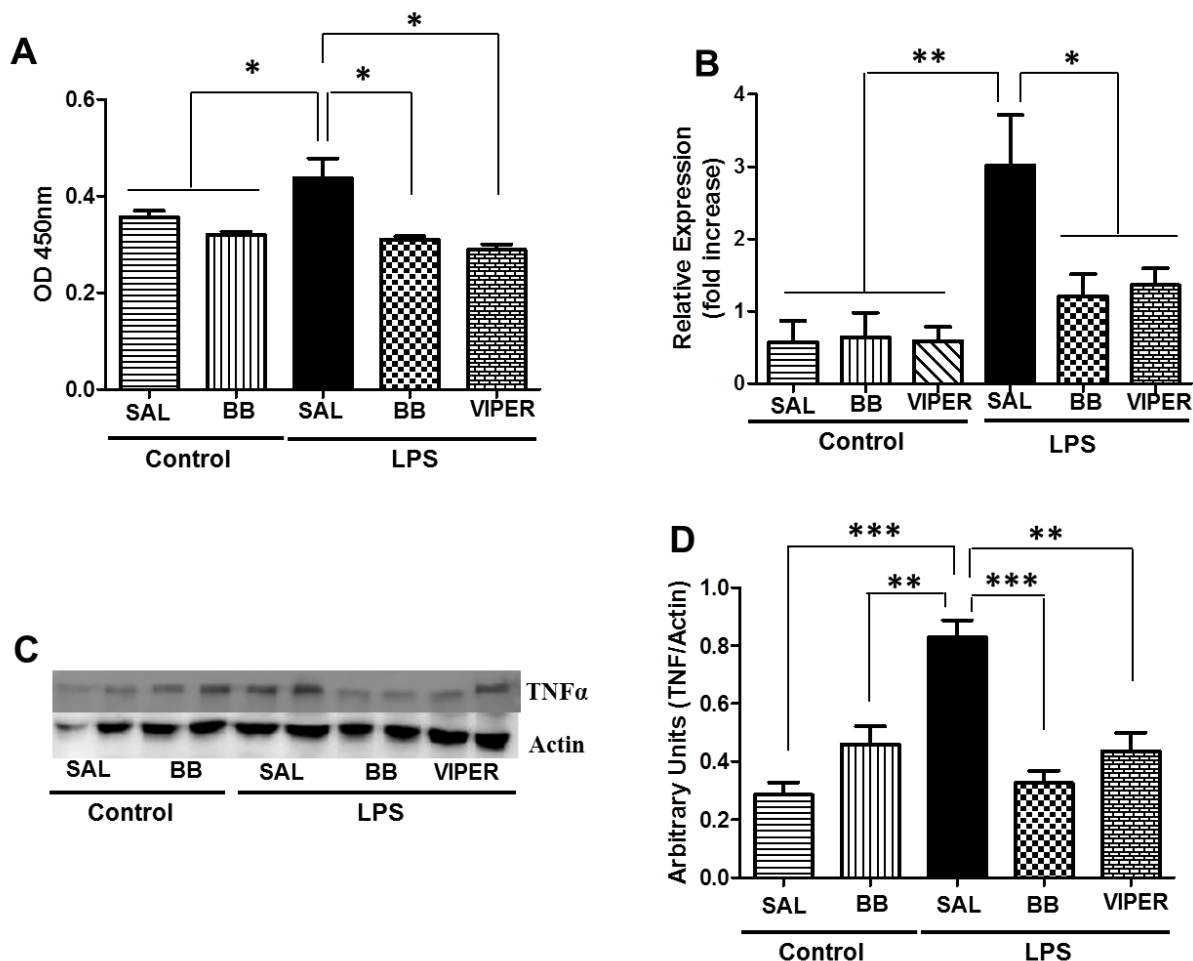 A
*
*
*
OD 450nm
0.6
0.4
0.2
0.0
SAL BB SAL BB VIPER
Control LPS
B
**
*
Relative Expression
(fold increase)
4
3
2
1
0
SAL BB VIPER SAL BB VIPER
Control LPS
C
TNFα
Actin
SAL BB SAL BB VIPER
Control LPS
D
***
**
**
***
Arbitrary Units (TNF/Actin)
1.0
0.8
0.6
0.4
0.2
0.0
SAL BB SAL BB VIPER
Control LPS